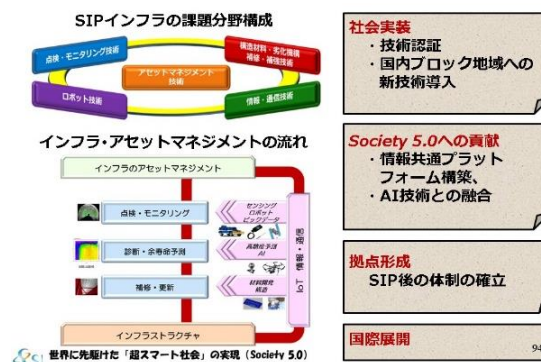 SIPインフラの課題分野構成
点検・モニタリング技術
構造材料・劣化機構
補修・補強技術
アセットマネジメント
技術
ロボット技術
情報・通信技術
インフラ・アセットマネジメントの流れ
インフラのアセットマネジメント
点検・モニタリング
センシング
ロボット
ビックデータ
診断・余寿命予測
高精度予測
AI
補修・更新
材料開発
構造
IoT 情報・通信
インフラストラクチャ
世界に先駆けた「超スマート社会」の実現（Society 5.0）
社会実装
・技術認証
・国内ブロック地域への
新技術導入
Society 5.0への貢献
・情報共通プラット
フォーム構築、
・AI技術との融合
拠点形成
SIP後の体制の確立
国際展開
94